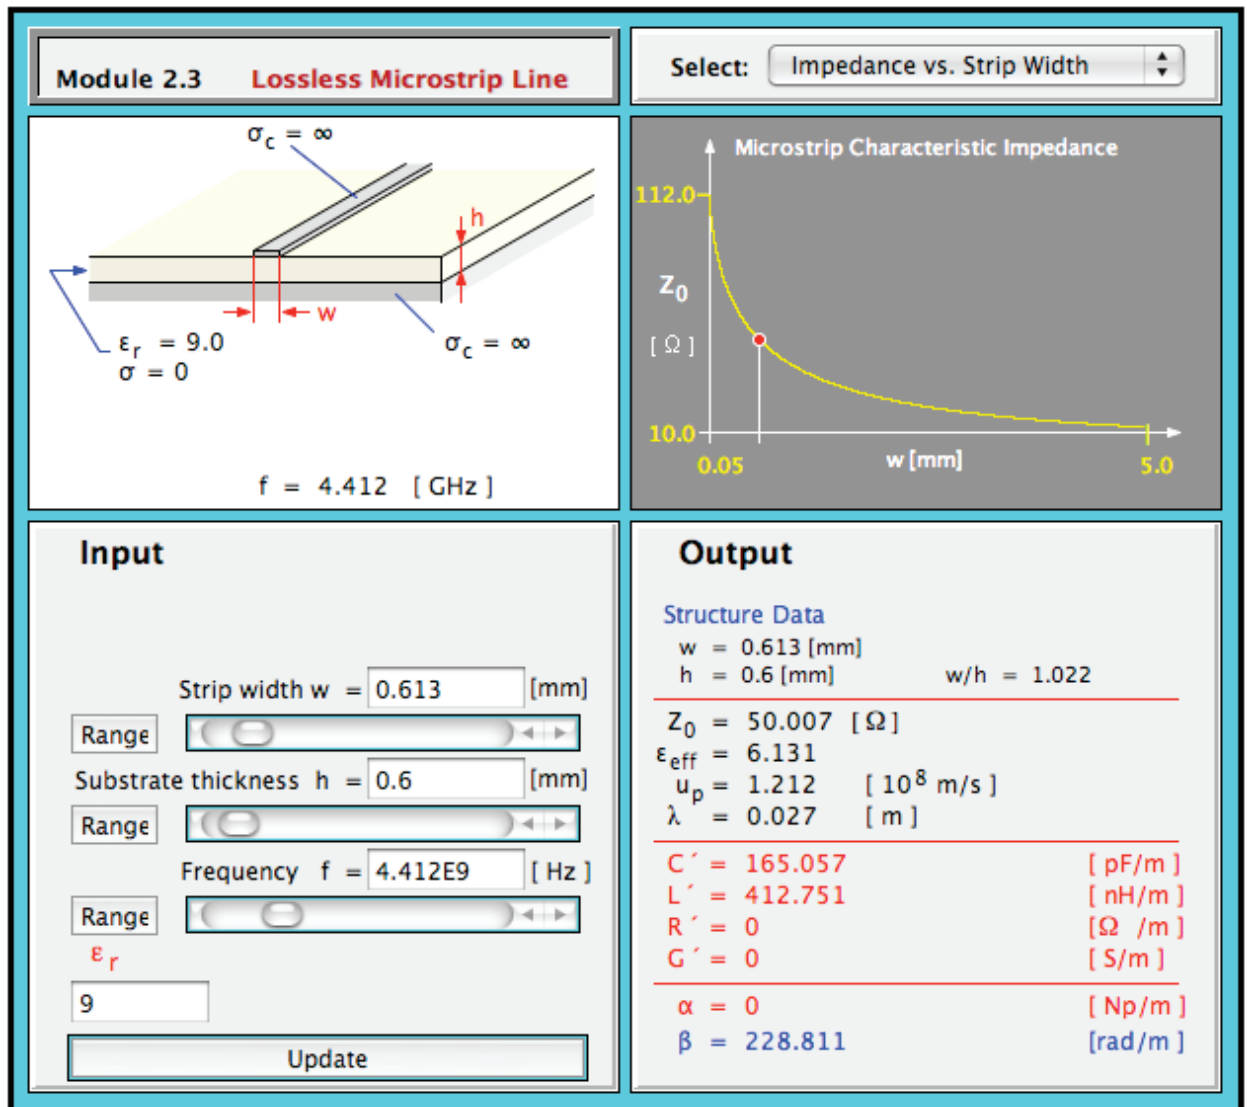 Module 2.3 Lossless Microstrip Line
Select: Impedance vs. Strip Width
σc = ∞
h
w
εr = 9.0
σ = 0
σc = ∞
f = 4.412 [ GHz ]
Microstrip Characteristic Impedance
112.0
Z0
[ Ω ]
10.0
0.05
w [mm]
5.0
Input
Strip width w = 0.613 [mm]
Range
Substrate thickness h = 0.6 [mm]
Range
Frequency f = 4.412E9 [ Hz ]
Range
εr
9
Update
Output
Structure Data
w = 0.613 [mm]
h = 0.6 [mm] w/h = 1.022
Z0 = 50.007 [ Ω ]
εeff = 6.131
up = 1.212 [ 10^8 m/s ]
λ = 0.027 [ m ]
C´ = 165.057 [ pF/m ]
L´ = 412.751 [ nH/m ]
R´ = 0 [Ω /m ]
G´ = 0 [ S/m ]
α = 0 [ Np/m ]
β = 228.811 [rad/m ]